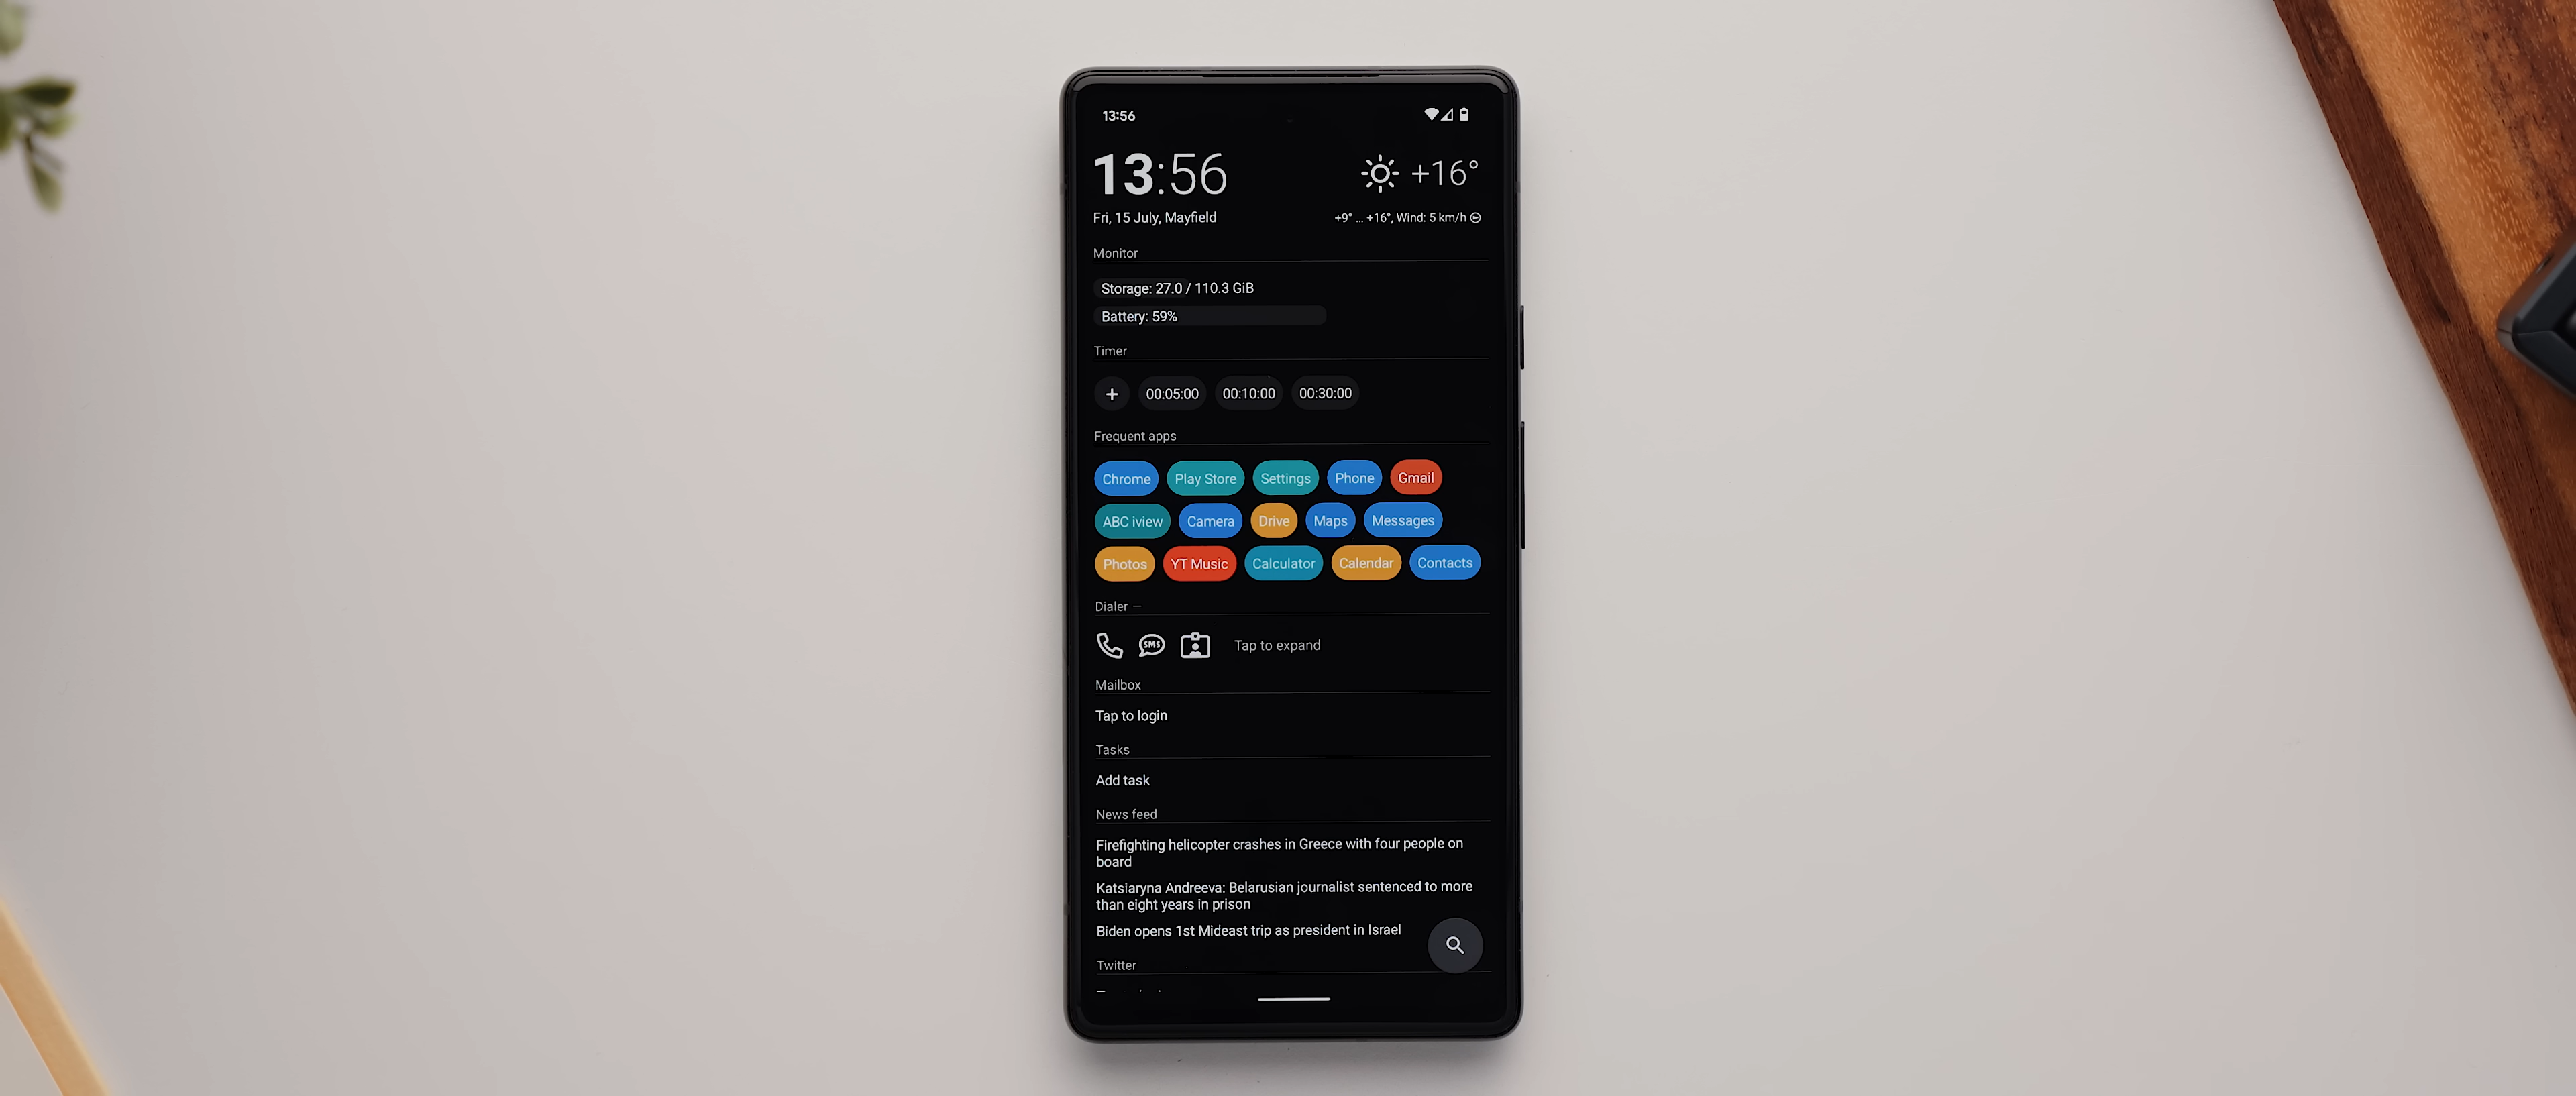 13:56
13:56
+16°
Fri, 15 July, Mayfield
+9° ... +16°, Wind: 5 km/h
Monitor
Storage: 27.0 / 110.3 GiB
Battery: 59%
Timer
+ 00:05:00 00:10:00 00:30:00
Frequent apps
Chrome Play Store Settings Phone Gmail
ABC iview Camera Drive Maps Messages
Photos YT Music Calculator Calendar Contacts
Dialer –
SMS Tap to expand
Mailbox
Tap to login
Tasks
Add task
News feed
Firefighting helicopter crashes in Greece with four people on
board
Katsiaryna Andreeva: Belarusian journalist sentenced to more
than eight years in prison
Biden opens 1st Mideast trip as president in Israel
Twitter